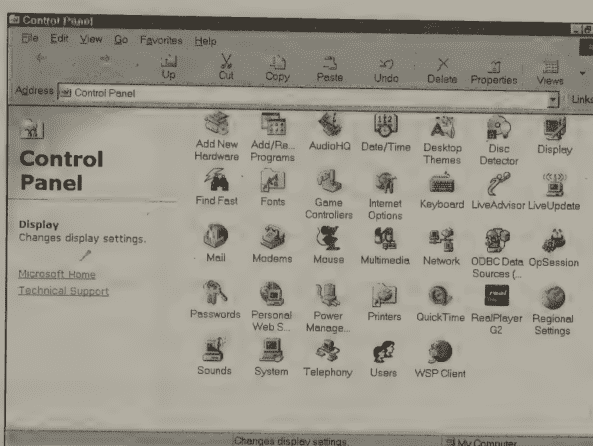 Control Panel
File Edit View Go Favorites Help
Up Cut Copy Paste Undo Delete Properties Views
Address Control Panel Links
Control
Panel
Display
Changes display settings.
Microsoft Home
Technical Support
Add New Add/Re... AudioHQ Date/Time Desktop Disc Display
Hardware Programs Themes Detector
Find Fast Fonts Game Internet Keyboard LiveAdvisor LiveUpdate
Controllers Options
Mail Modems Mouse Multimedia Network ODBC Data OpSession
Sources (...
Passwords Personal Power Printers QuickTime RealPlayer Regional
Web S... Manage... G2 Settings
Sounds System Telephony Users WSP Client
Changes display settings. My Computer